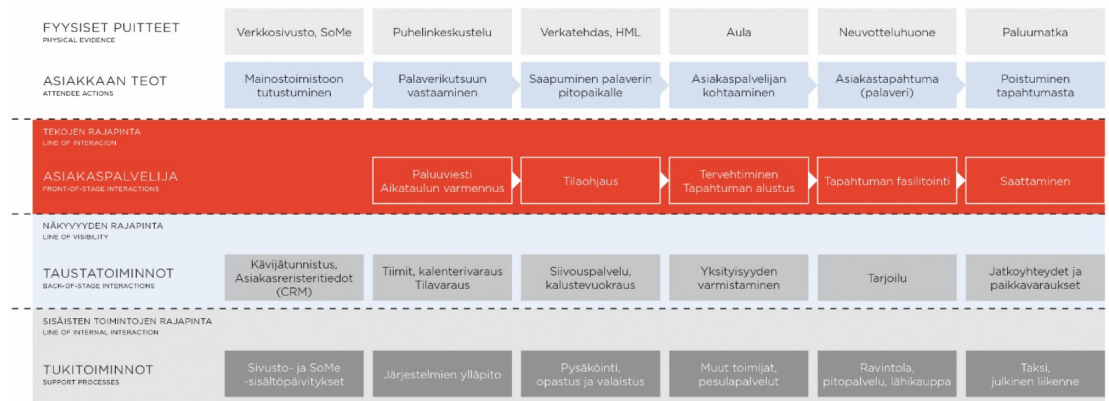 FYYSISET PUITTEET
PHYSICAL EVIDENCE
Verkkosivusto, SoMe
Puhelinkeskustelu
Verkatehdas, HML
Aula
Neuvotteluhuone
Paluumatka
ASIAKKAAN TEOT
ATTENDEE ACTIONS
Mainostoimistoon
tutustuminen
Palaverikutsuun
vastaaminen
Saapuminen palaverin
pitopaikalle
Asiakaspalvelijan
kohtaaminen
Asiakastapahtuma
(palaveri)
Poistuminen
tapahtumasta
TEKOJEN RAJAPINTA
LINE OF INTERACION
ASIAKASPALVELIJA
FRONT-OF-STAGE INTERACTIONS
Paluuviesti
Aikataulun varmennus
Tilaohjaus
Tervehtiminen
Tapahtuman alustus
Tapahtuman fasilitointi
Saattaminen
NÄKYVYYDEN RAJAPINTA
LINE OF VISIBILITY
TAUSTATOIMINNOT
BACK-OF-STAGE INTERACTIONS
Kävijätunnistus,
Asiakasreristeritiedot
(CRM)
Tiimit, kalenterivaraus
Tilavaraus
Siivouspalvelu,
kalustevuokraus
Yksityisyyden
varmistaminen
Tarjoilu
Jatkoyhteydet ja
paikkavaraukset
SISÄISTEN TOIMINTOJEN RAJAPINTA
LINE OF INTERNAL INTERACTION
TUKITOIMINNOT
SUPPORT PROCESSES
Sivusto- ja SoMe
-sisältöpäivitykset
Järjestelmien ylläpito
Pysäköinti,
opastus ja valaistus
Muut toimijat,
pesulapalvelut
Ravintola,
pitopalvelu, lähikauppa
Taksi,
julkinen liikenne